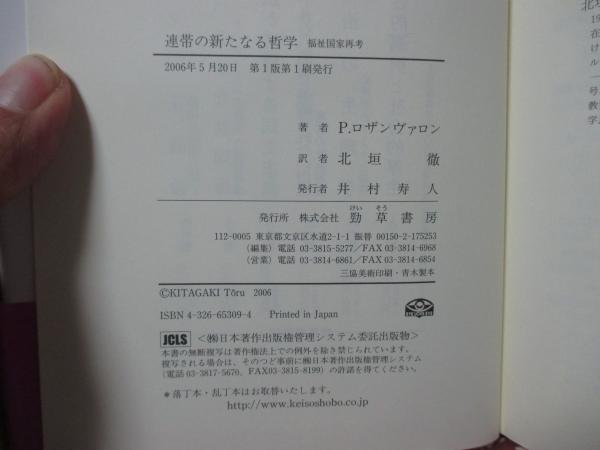 連帯の新たなる哲学 福祉国家再考
2006年5月20日 第1版第1刷発行
著者 P.ロザンヴァロン
訳者 北垣 徹
発行者 井村寿人
けい そう
発行所 株式会社 勁草書房
112-0005 東京都文京区水道2-1-1 振替 00150-2-175253
(編集) 電話 03-3815-5277/FAX 03-3814-6968
(営業) 電話 03-3814-6861/FAX 03-3814-6854
三協美術印刷・青木製本
©KITAGAKI Tōru 2006
ISBN 4-326-65309-4 Printed in Japan
JCLS <㈱日本著作出版権管理システム委託出版物>
本書の無断複写は著作権法上での例外を除き禁じられています。
複写される場合は、そのつど事前に㈱日本著作出版権管理システム
(電話 03-3817-5670、FAX03-3815-8199) の許諾を得てください。
*落丁本・乱丁本はお取替いたします。
http://www.keisoshobo.co.jp
北垣
19
在
け
ル
一
号
教
学